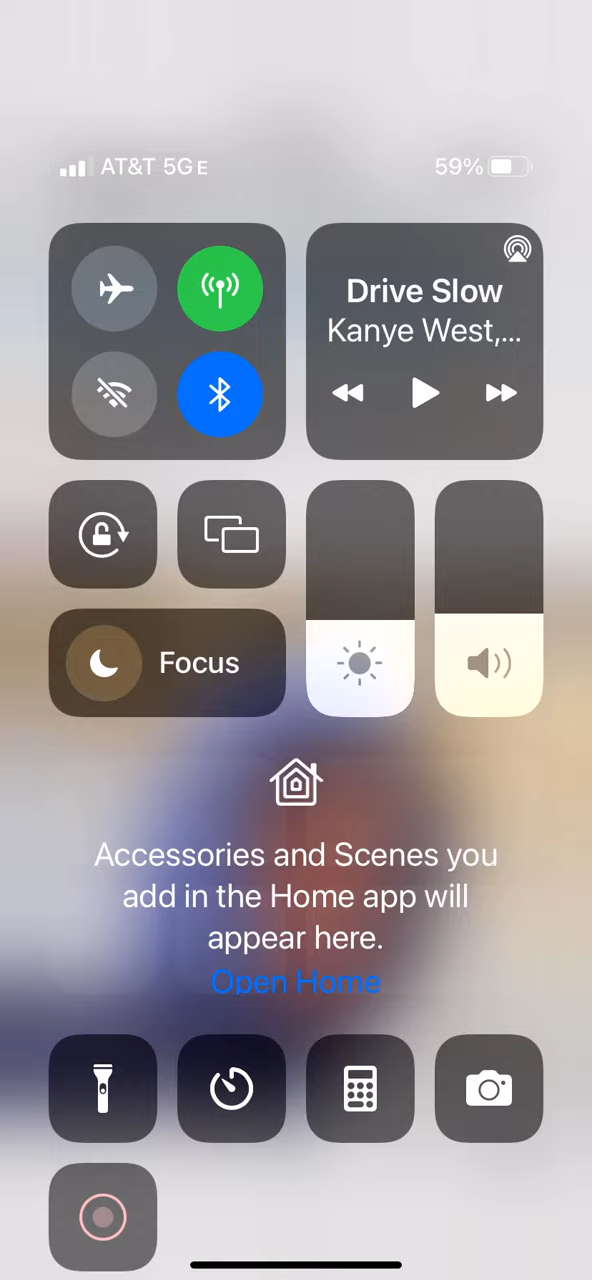 AT&T 5GE
59%
Drive Slow
Kanye West,...
Focus
Accessories and Scenes you
add in the Home app will
appear here.
Open Home